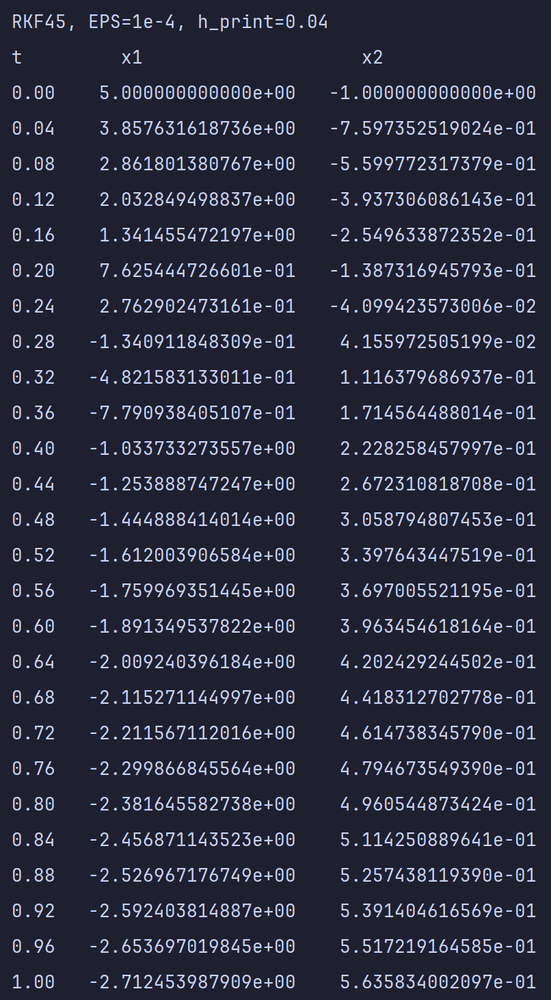 RKF45, EPS=1e-4, h_print=0.04
t x1 x2
0.00 5.000000000000e+00 -1.000000000000e+00
0.04 3.857631618736e+00 -7.597352519024e-01
0.08 2.861801380767e+00 -5.599772317379e-01
0.12 2.032849498837e+00 -3.937306086143e-01
0.16 1.341455472197e+00 -2.549633872352e-01
0.20 7.625444726601e-01 -1.387316945793e-01
0.24 2.762902473161e-01 -4.099423573006e-02
0.28 -1.340911848309e-01 4.155972505199e-02
0.32 -4.821583133011e-01 1.116379686937e-01
0.36 -7.790938405107e-01 1.714564488014e-01
0.40 -1.033733273557e+00 2.228258457997e-01
0.44 -1.253888747247e+00 2.672310818708e-01
0.48 -1.444888414014e+00 3.058794807453e-01
0.52 -1.612003906584e+00 3.397643447519e-01
0.56 -1.759969351445e+00 3.697005521195e-01
0.60 -1.891349537822e+00 3.963454618164e-01
0.64 -2.009240396184e+00 4.202429244502e-01
0.68 -2.115271144997e+00 4.418312702778e-01
0.72 -2.211567112016e+00 4.614738345790e-01
0.76 -2.299866845564e+00 4.794673549390e-01
0.80 -2.381645582738e+00 4.960544873424e-01
0.84 -2.456871143523e+00 5.114250889641e-01
0.88 -2.526967176749e+00 5.257438119390e-01
0.92 -2.592403814887e+00 5.391404616569e-01
0.96 -2.653697019845e+00 5.517219164585e-01
1.00 -2.712453987909e+00 5.635834002097e-01